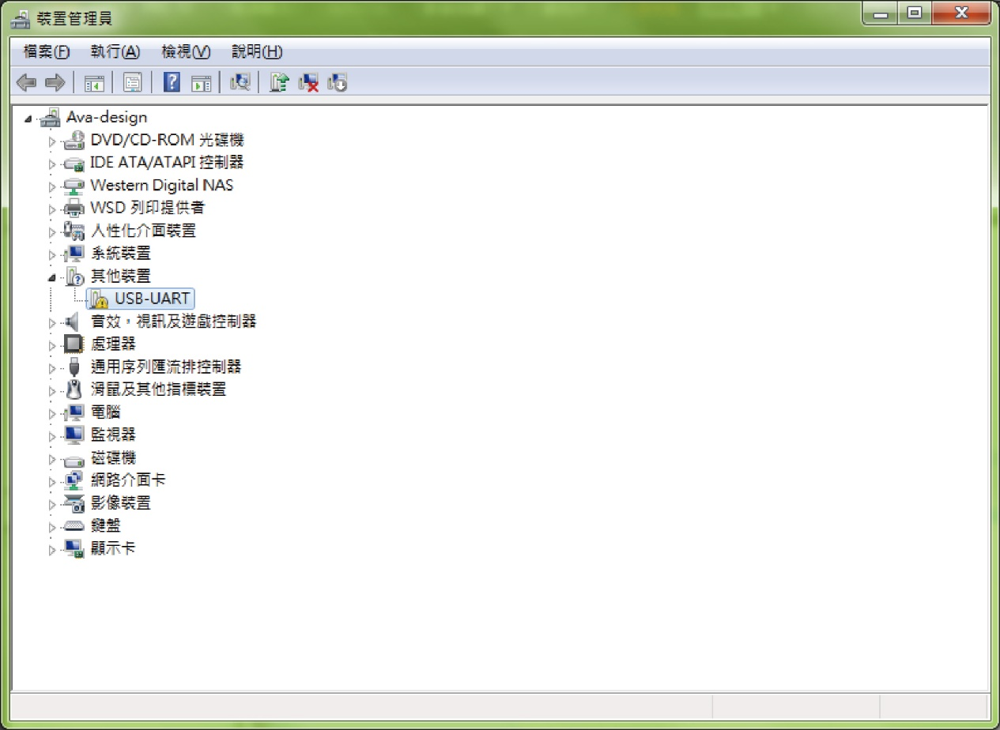 裝置管理員
檔案(F) 執行(A) 檢視(V) 說明(H)
Ava-design
DVD/CD-ROM 光碟機
IDE ATA/ATAPI 控制器
Western Digital NAS
WSD 列印提供者
人性化介面裝置
系統裝置
其他裝置
USB-UART
音效，視訊及遊戲控制器
處理器
通用序列匯流排控制器
滑鼠及其他指標裝置
電腦
監視器
磁碟機
網路介面卡
影像裝置
鍵盤
顯示卡